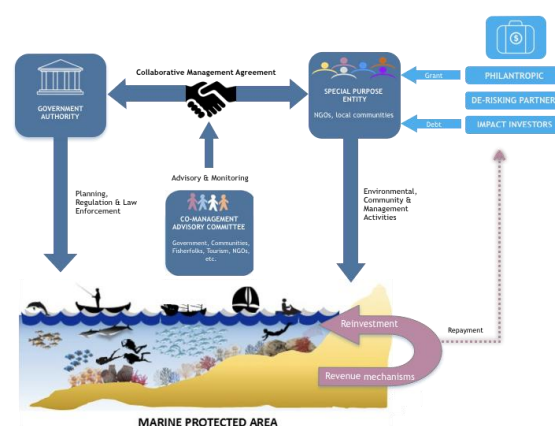 $
Collaborative Management Agreement
GOVERNMENT
AUTHORITY
SPECIAL PURPOSE
ENTITY
NGOs, local communities
Grant
PHILANTROPIC
DE-RISKING PARTNER
Debt
IMPACT INVESTORS
Advisory & Monitoring
Planning,
Regulation & Law
Enforcement
CO-MANAGEMENT
ADVISORY COMMITTEE
Government, Communities,
Fisherfolks, Tourism, NGOs,
etc.
Environmental,
Community &
Management
Activities
Reinvestment
Repayment
Revenue mechanisms
MARINE PROTECTED AREA